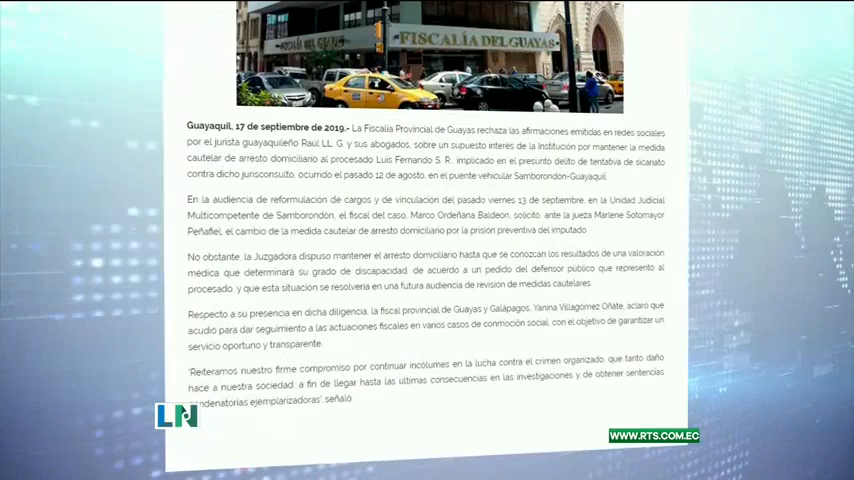 FISCALÍA DEL GUAYAS
FISCALÍA DEL GUAYAS
Guayaquil, 17 de septiembre de 2019.- La Fiscalía Provincial de Guayas rechaza las afirmaciones emitidas en redes sociales
por el jurista guayaquileño Raúl LL. G. y sus abogados, sobre un supuesto interés de la Institución por mantener la medida
cautelar de arresto domiciliario al procesado Luis Fernando S. R., implicado en el presunto delito de tentativa de sicariato
contra dicho jurisconsulto, ocurrido el pasado 12 de agosto, en el puente vehicular Samborondón-Guayaquil.
En la audiencia de reformulación de cargos y de vinculación del pasado viernes 13 de septiembre, en la Unidad Judicial
Multicompetente de Samborondón, el fiscal del caso, Marco Ordeñana Baldeón, solicitó, ante la jueza Marlene Sotomayor
Peñafiel, el cambio de la medida cautelar de arresto domiciliario por la prisión preventiva del imputado.
No obstante, la Juzgadora dispuso mantener el arresto domiciliario hasta que se conozcan los resultados de una valoración
médica que determinará su grado de discapacidad, de acuerdo a un pedido del defensor público que representó al
procesado, y que esta situación se resolvería en una futura audiencia de revisión de medidas cautelares.
Respecto a su presencia en dicha diligencia, la fiscal provincial de Guayas y Galápagos, Yanina Villagómez Oñate, aclaró que
acudió para dar seguimiento a las actuaciones fiscales en varios casos de conmoción social, con el objetivo de garantizar un
servicio oportuno y transparente.
"Reiteramos nuestro firme compromiso por continuar incólumes en la lucha contra el crimen organizado, que tanto daño
hace a nuestra sociedad, a fin de llegar hasta las últimas consecuencias en las investigaciones y de obtener sentencias
condenatorias ejemplarizadoras", señaló
LN
WWW.RTS.COM.EC